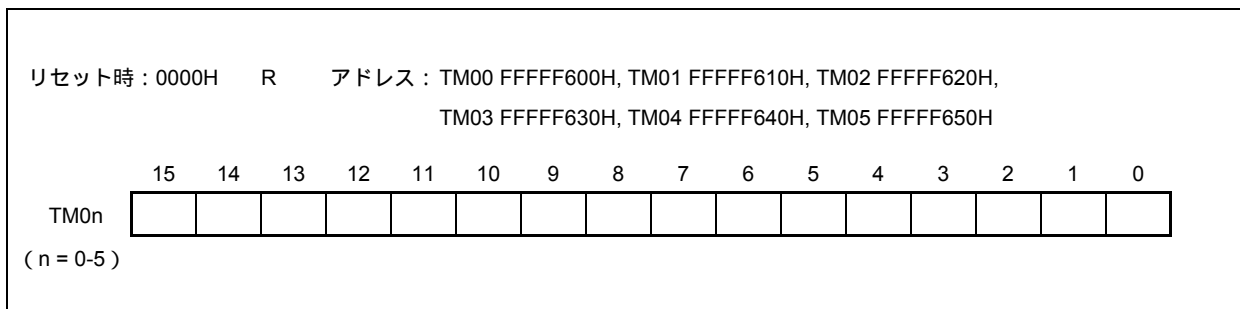 リセット時：0000H R アドレス：TM00 FFFFF600H, TM01 FFFFF610H, TM02 FFFFF620H,
TM03 FFFFF630H, TM04 FFFFF640H, TM05 FFFFF650H
15 14 13 12 11 10 9 8 7 6 5 4 3 2 1 0
TM0n
（n = 0-5）